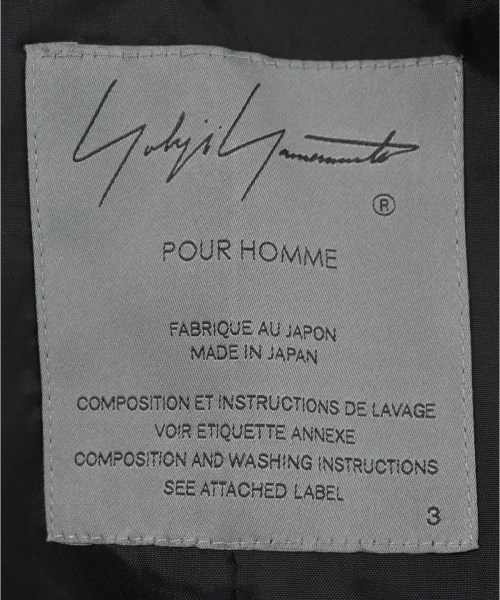 Yohji Yamamoto
®
POUR HOMME
FABRIQUE AU JAPON
MADE IN JAPAN
COMPOSITION ET INSTRUCTIONS DE LAVAGE
VOIR ETIQUETTE ANNEXE
COMPOSITION AND WASHING INSTRUCTIONS
SEE ATTACHED LABEL
3